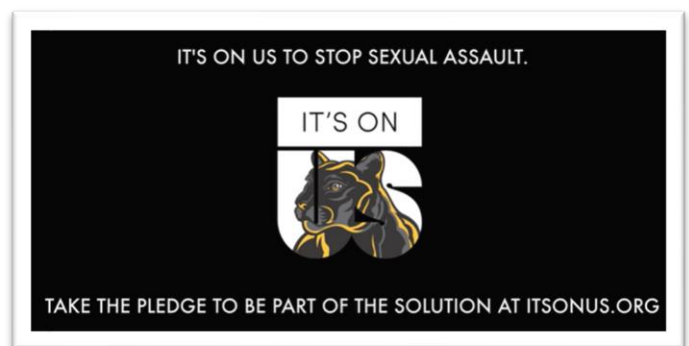 IT'S ON US TO STOP SEXUAL ASSAULT.
IT'S ON
US
TAKE THE PLEDGE TO BE PART OF THE SOLUTION AT ITSONUS.ORG